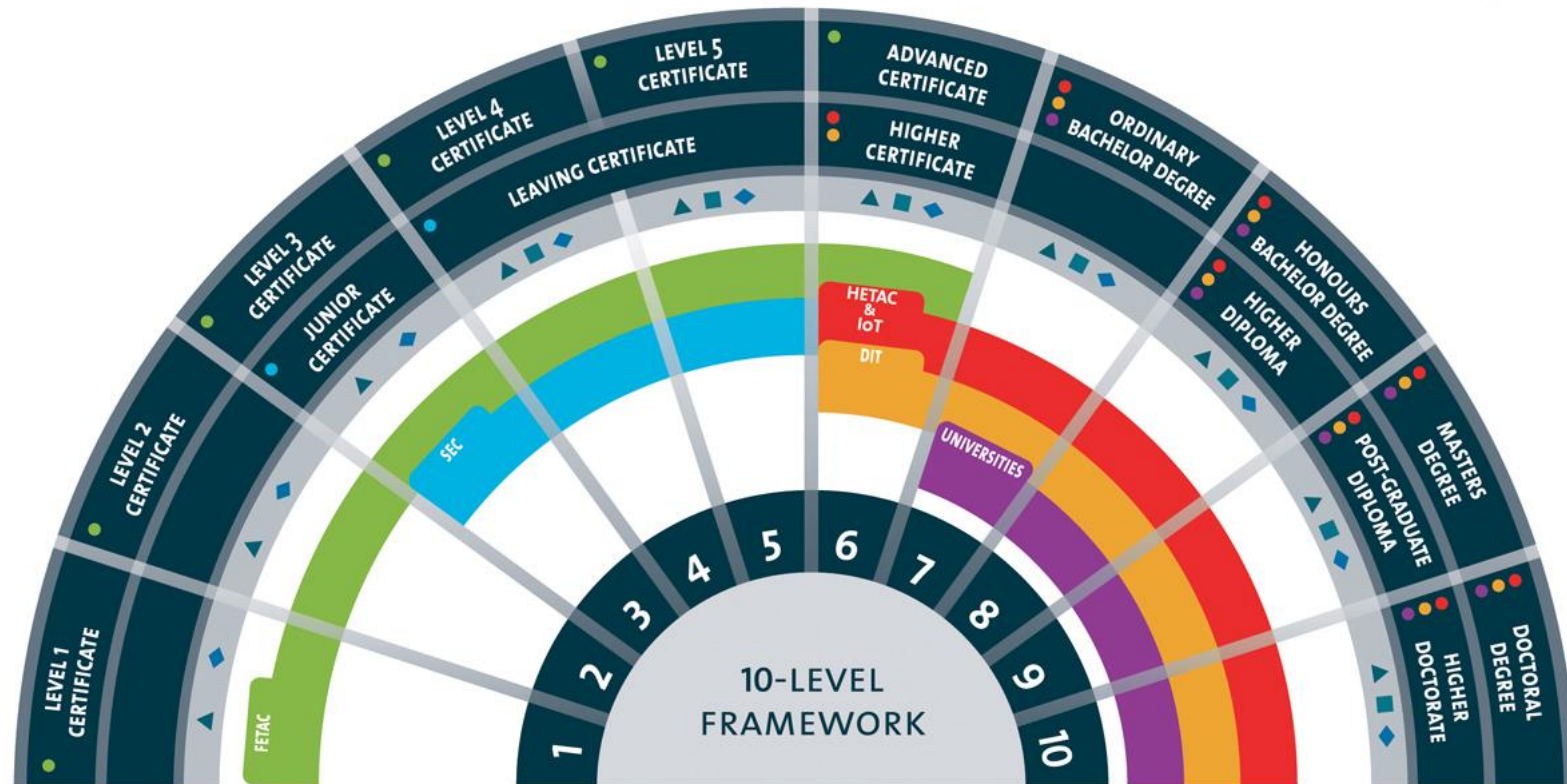 LEVEL 1
CERTIFICATE
LEVEL 2
CERTIFICATE
LEVEL 3
CERTIFICATE
JUNIOR
CERTIFICATE
LEVEL 4
CERTIFICATE
LEVEL 5
CERTIFICATE
LEAVING CERTIFICATE
ADVANCED
CERTIFICATE
HIGHER
CERTIFICATE
ORDINARY
BACHELOR DEGREE
HONOURS
BACHELOR DEGREE
HIGHER
DIPLOMA
MASTERS
DEGREE
POST-GRADUATE
DIPLOMA
DOCTORAL
DEGREE
HIGHER
DOCTORATE
FETAC
SEC
HETAC
&
IoT
DIT
UNIVERSITIES
1
2
3
4
5
6
7
8
9
10
10-LEVEL
FRAMEWORK